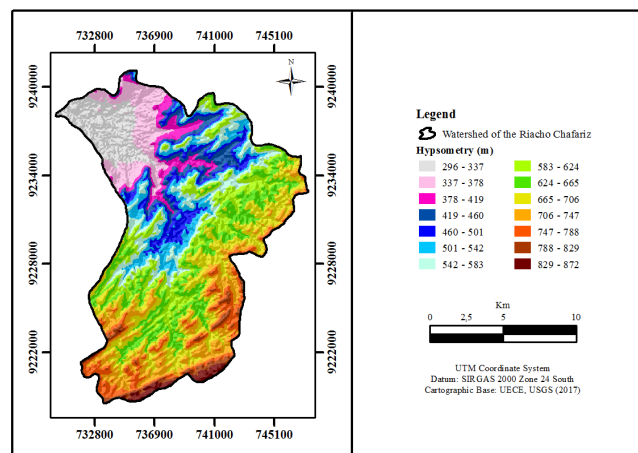 732800 736900 741000 745100
9240000
9234000
9228000
9222000
N
9240000
9234000
9228000
9222000
732800 736900 741000 745100
Legend
Watershed of the Riacho Chafariz
Hypsometry (m)
296 - 337
337 - 378
378 - 419
419 - 460
460 - 501
501 - 542
542 - 583
583 - 624
624 - 665
665 - 706
706 - 747
747 - 788
788 - 829
829 - 872
Km
0 2,5 5 10
UTM Coordinate System
Datum: SIRGAS 2000 Zone 24 South
Cartographic Base: UECE, USGS (2017)